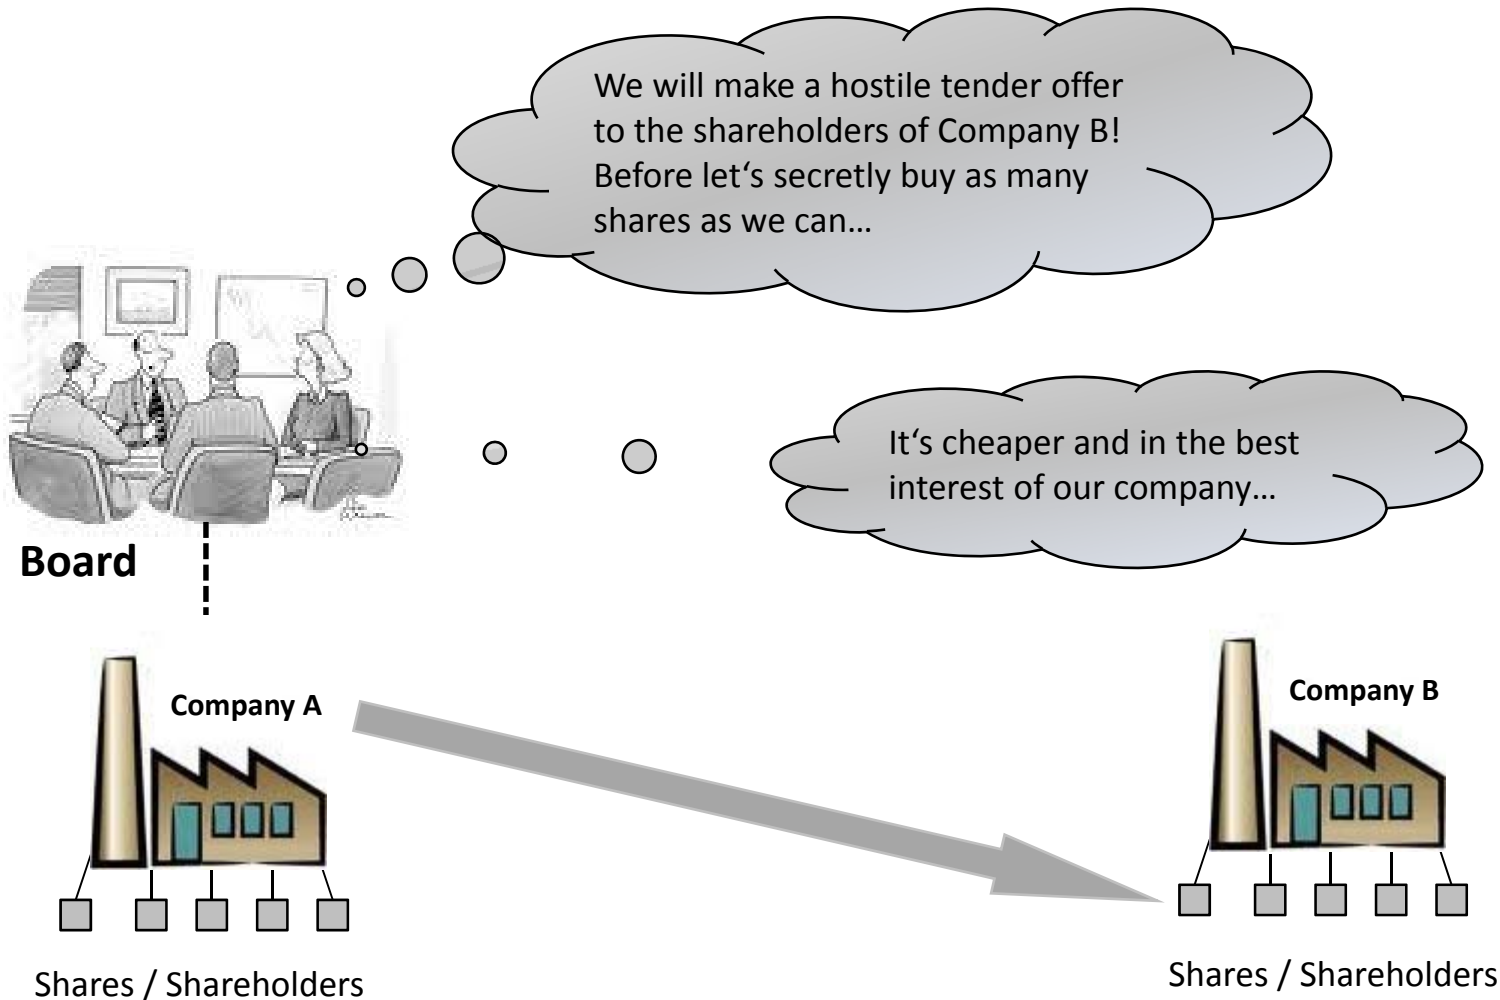 We will make a hostile tender offer
to the shareholders of Company B!
Before let‘s secretly buy as many
shares as we can…
It‘s cheaper and in the best
interest of our company…
Board
Company A
Company B
Shares / Shareholders
Shares / Shareholders